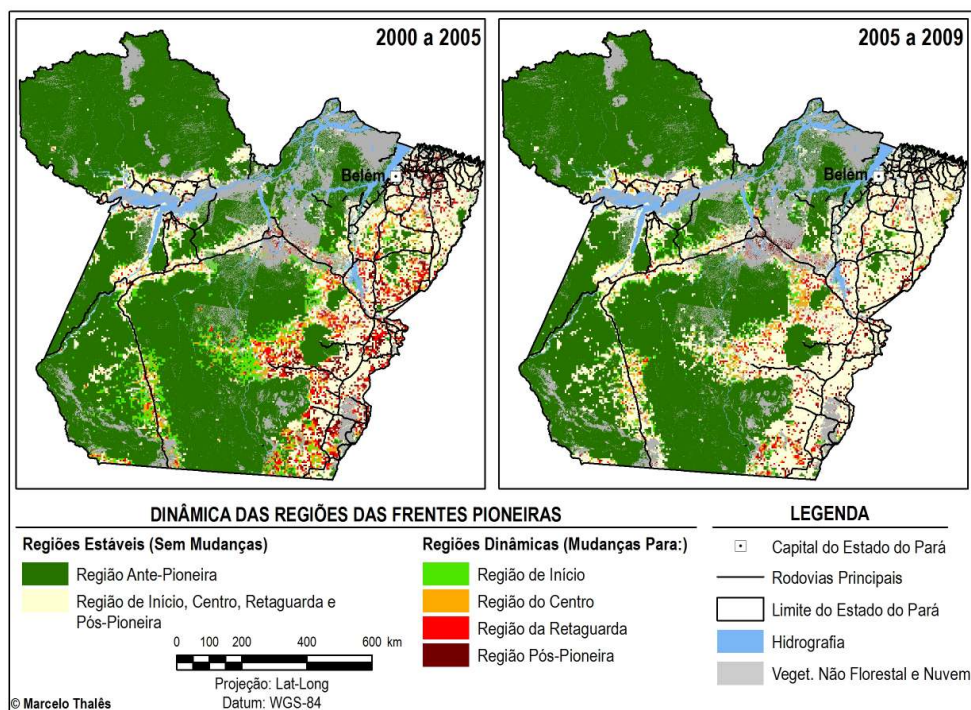 2000 a 2005
Belém
2005 a 2009
Belém
DINÂMICA DAS REGIÕES DAS FRENTES PIONEIRAS
Regiões Estáveis (Sem Mudanças)
Região Ante-Pioneira
Região de Início, Centro, Retaguarda e
Pós-Pioneira
0 100 200 400 600 km
Projeção: Lat-Long
Datum: WGS-84
Regiões Dinâmicas (Mudanças Para:)
Região de Início
Região do Centro
Região da Retaguarda
Região Pós-Pioneira
LEGENDA
Capital do Estado do Pará
Rodovias Principais
Limite do Estado do Pará
Hidrografia
Veget. Não Florestal e Nuvem
© Marcelo Thalês